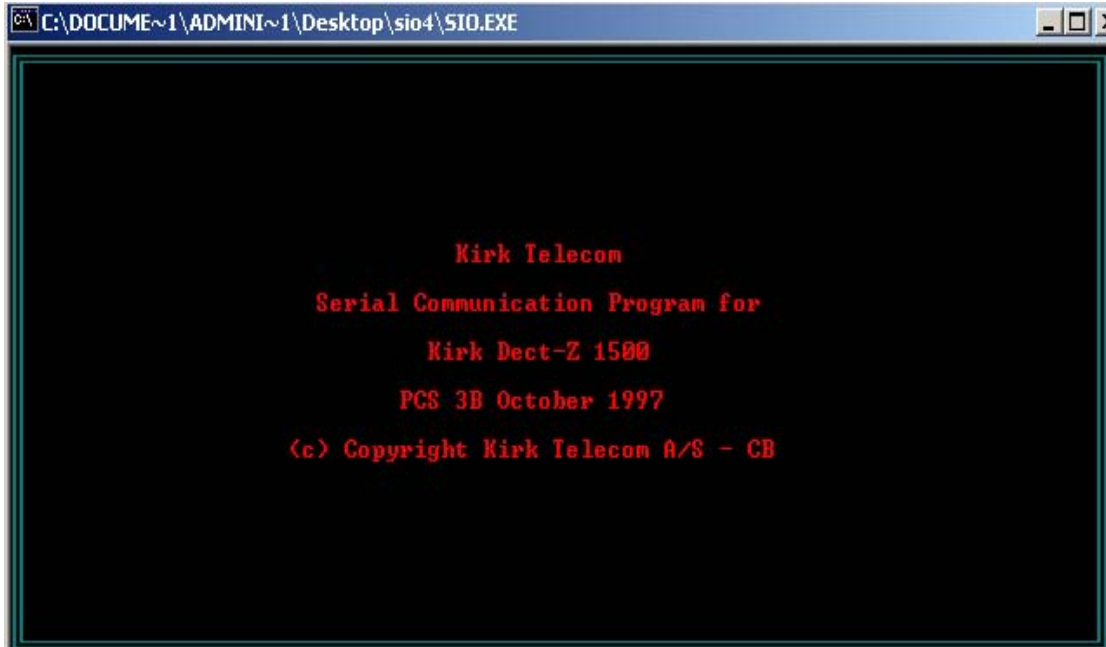 C:\DOCUME~1\ADMINI~1\Desktop\sio4\SIO.EXE
Kirk Telecom
Serial Communication Program for
Kirk Dect-Z 1500
PCS 3B October 1997
(c) Copyright Kirk Telecom A/S - CB